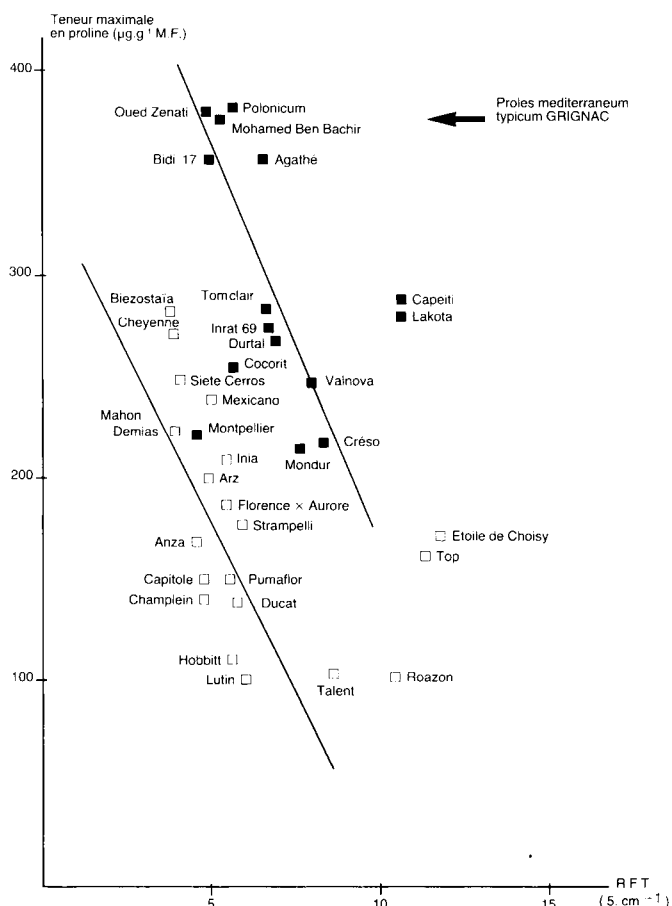 Teneur maximale
en proline (µg.g⁻¹ M.F.)
400
Oued Zenati
Polonicum
Mohamed Ben Bachir
Proles mediterraneum
typicum GRIGNAC
Bidi 17
Agathé
300
Biezostaïa
Tomclair
Capeiti
Cheyenne
Inrat 69
Lakota
Durtal
Cocorit
Siete Cerros
Valnova
Mexicano
Mahon
Demias
Montpellier
Créso
Inia
Mondur
200
Arz
Florence × Aurore
Strampelli
Etoile de Choisy
Anza
Top
Capitole
Pumaflor
Champlein
Ducat
Hobbitt
100
Lutin
Talent
Roazon
5
10
15
R.F.T.
(S. cm⁻¹)